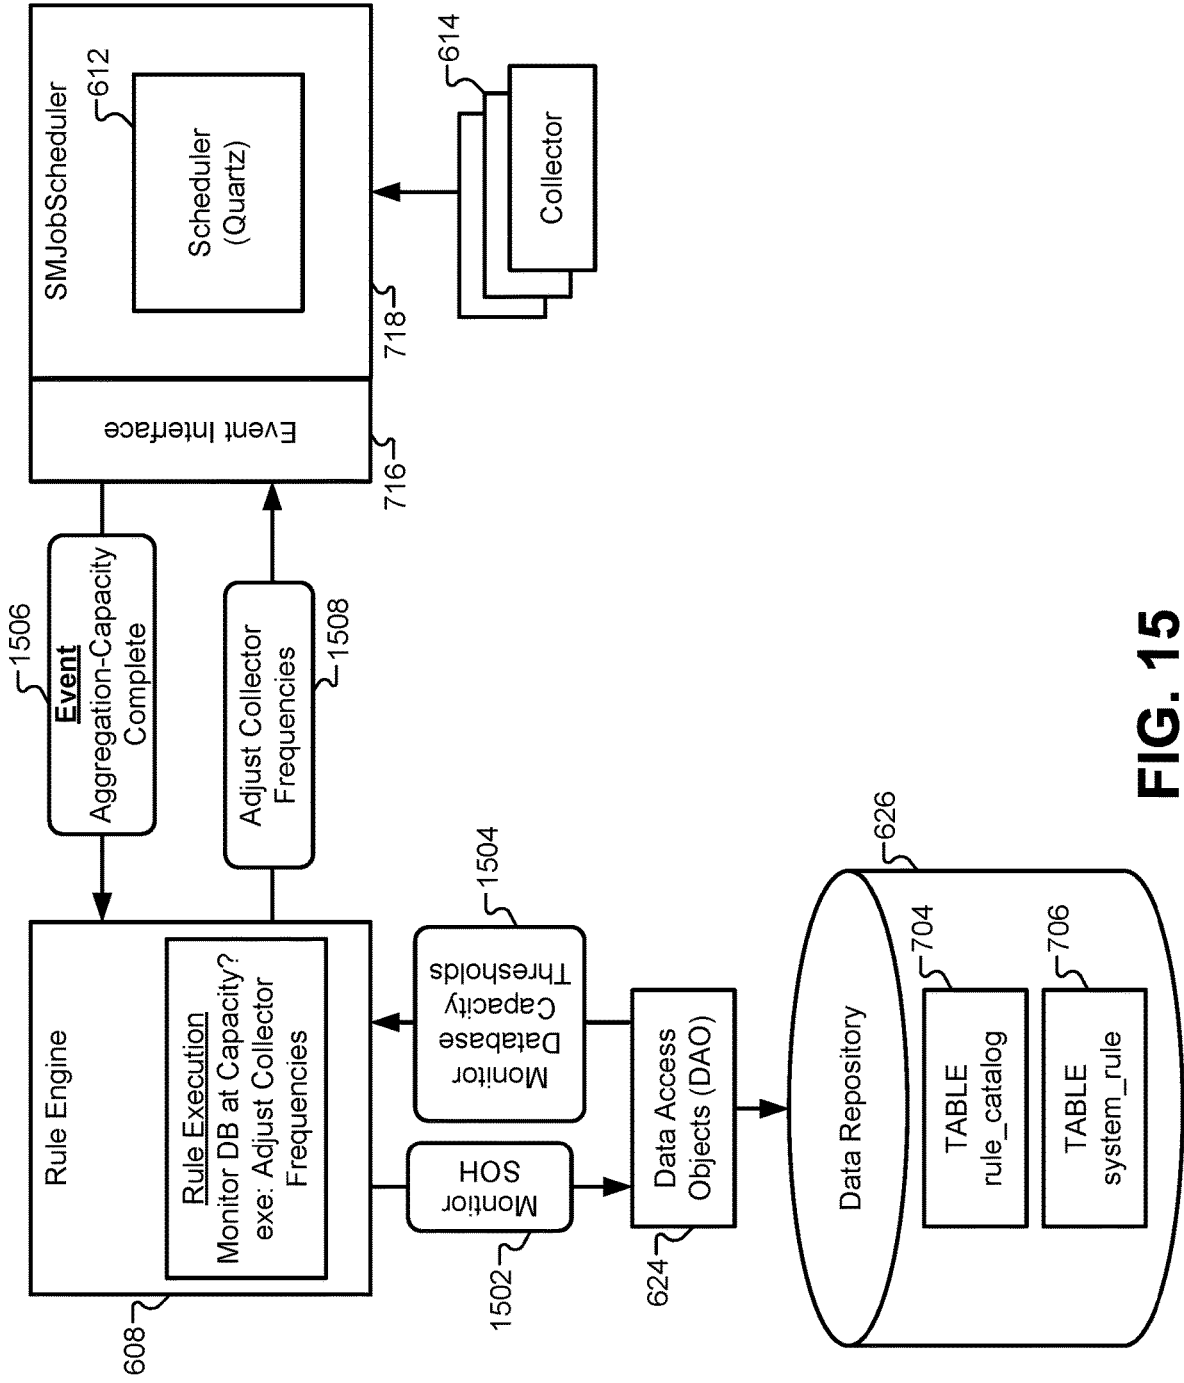 Rule Engine
Rule Execution
Monitor DB at Capacity?
exe: Adjust Collector
Frequencies
608
1506
Event
Aggregation-Capacity
Complete
Adjust Collector
Frequencies
1508
Event Interface
716
SMJobScheduler
612
Scheduler
(Quartz)
718
614
Collector
Montior
SOH
1502
Monitor
Database
Capacity
Thresholds
1504
Data Access
Objects (DAO)
624
Data Repository
626
TABLE
rule_catalog
704
TABLE
system_rule
706
FIG. 15